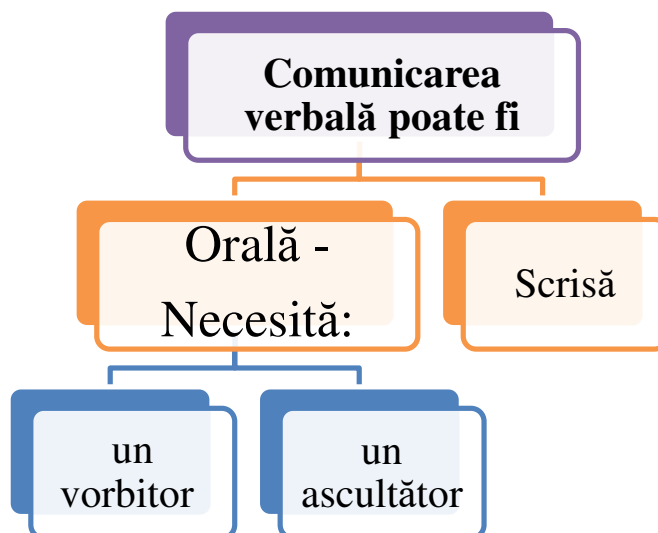 Comunicarea
verbală poate fi
Orală -
Necesită:
Scrisă
un
vorbitor
un
ascultător